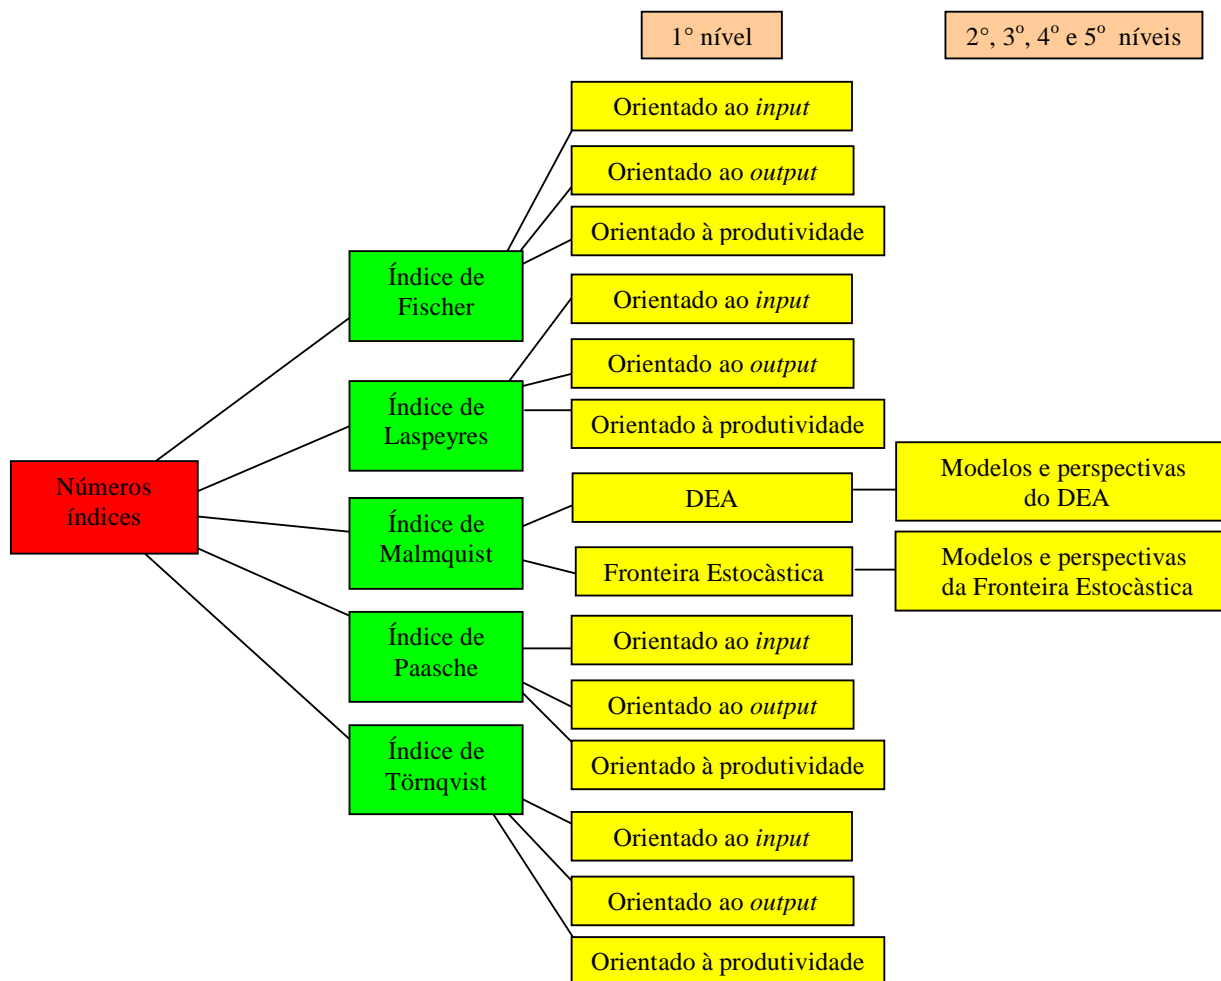 1° nível
2°, 3º, 4º e 5º níveis
Orientado ao input
Orientado ao output
Orientado à produtividade
Índice de
Fischer
Orientado ao input
Orientado ao output
Orientado à produtividade
Índice de
Laspeyres
Números
índices
DEA
Modelos e perspectivas
do DEA
Índice de
Malmquist
Fronteira Estocàstica
Modelos e perspectivas
da Fronteira Estocàstica
Orientado ao input
Orientado ao output
Orientado à produtividade
Índice de
Paasche
Índice de
Törnqvist
Orientado ao input
Orientado ao output
Orientado à produtividade